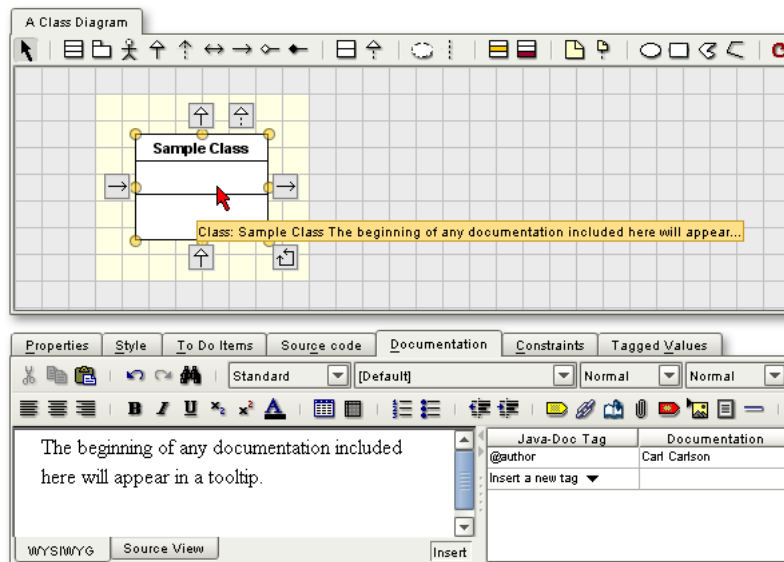 A Class Diagram
Sample Class
Class: Sample Class The beginning of any documentation included here will appear...
Properties Style To Do Items Source code Documentation Constraints Tagged Values
Standard [Default] Normal Normal
B I U x₂ x² A
The beginning of any documentation included
here will appear in a tooltip.
Java-Doc Tag Documentation
@author Carl Carlson
Insert a new tag
WYSIWYG Source View Insert